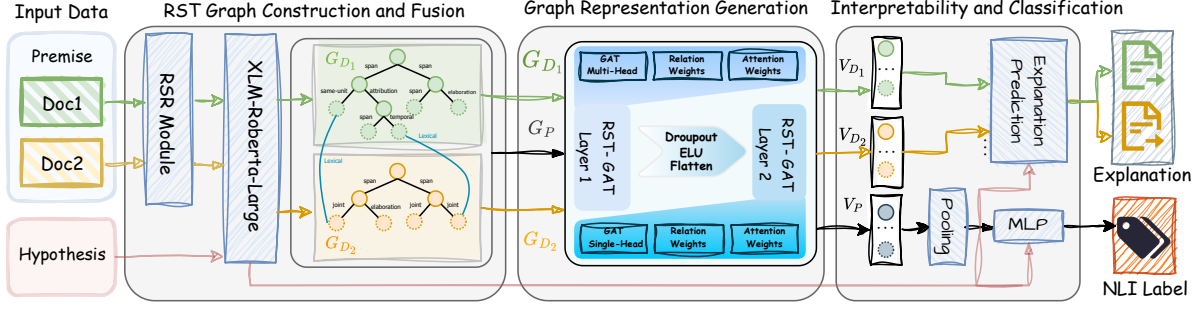 Input Data
RST Graph Construction and Fusion
Graph Representation Generation
Interpretability and Classification
Premise
Doc1
Doc2
Hypothesis
RSR Module
XLM-Roberta-Large
G_{D_1}
span
same-unit
attribution
span
span
elaboration
span
temporal
Lexical
Lexical
span
span
joint
elaboration
joint
joint
G_{D_2}
G_{D_1}
G_P
G_{D_2}
GAT
Multi-Head
Relation
Weights
Attention
Weights
RST- GAT
Layer 1
Droupout
ELU
Flatten
RST- GAT
Layer 2
GAT
Single-Head
Relation
Weights
Attention
Weights
V_{D_1}
V_{D_2}
V_P
Pooling
Explanation
Prediction
MLP
Explanation
NLI Label